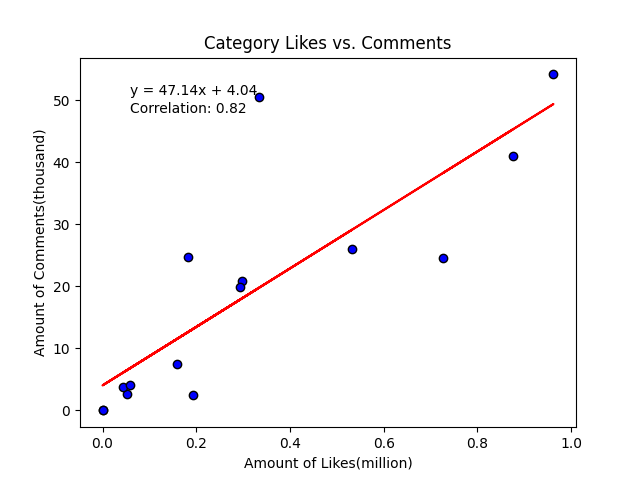 Category Likes vs. Comments
y = 47.14x + 4.04
Correlation: 0.82
Amount of Comments(thousand)
50
40
30
20
10
0
0.0 0.2 0.4 0.6 0.8 1.0
Amount of Likes(million)